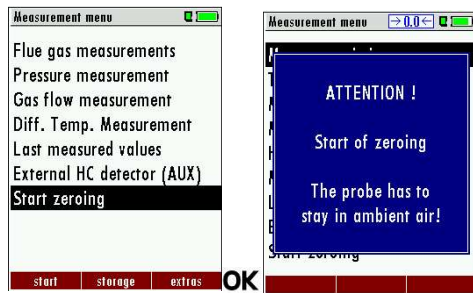 Measurement menu
Flue gas measurements
Pressure measurement
Gas flow measurement
Diff. Temp. Measurement
Last measured values
External HC detector (AUX)
Start zeroing
start storage extras
OK
Measurement menu →0.0←
ATTENTION !
Start of zeroing
The probe has to
stay in ambient air!
Start zeroing